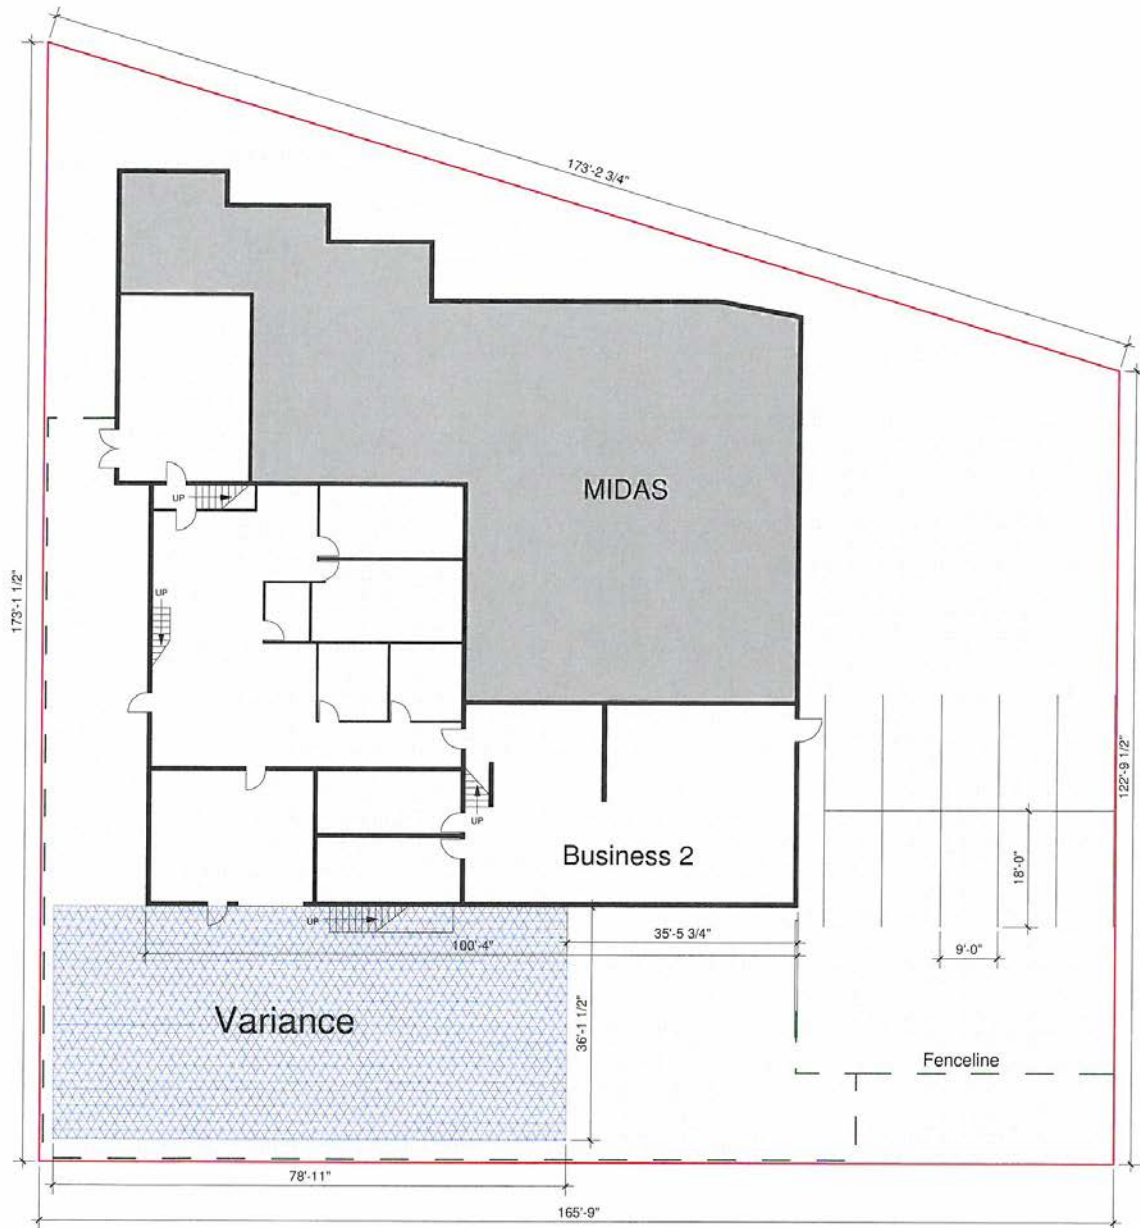 173'-2 3/4"
MIDAS
UP
173'-1 1/2"
UP
122'-9 1/2"
UP
Business 2
18'-0"
UP
35'-5 3/4"
100'-4"
9'-0"
Variance
36'-1 1/2"
Fenceline
78'-11"
165'-9"